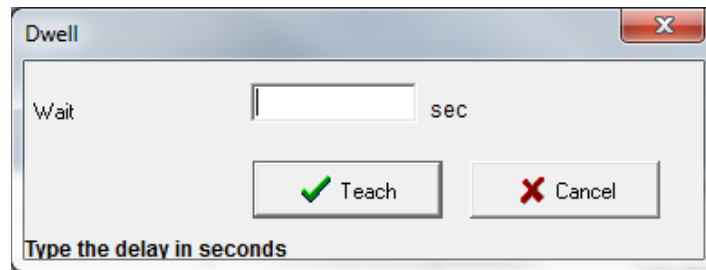 Dwell
Wait sec
Teach Cancel
Type the delay in seconds